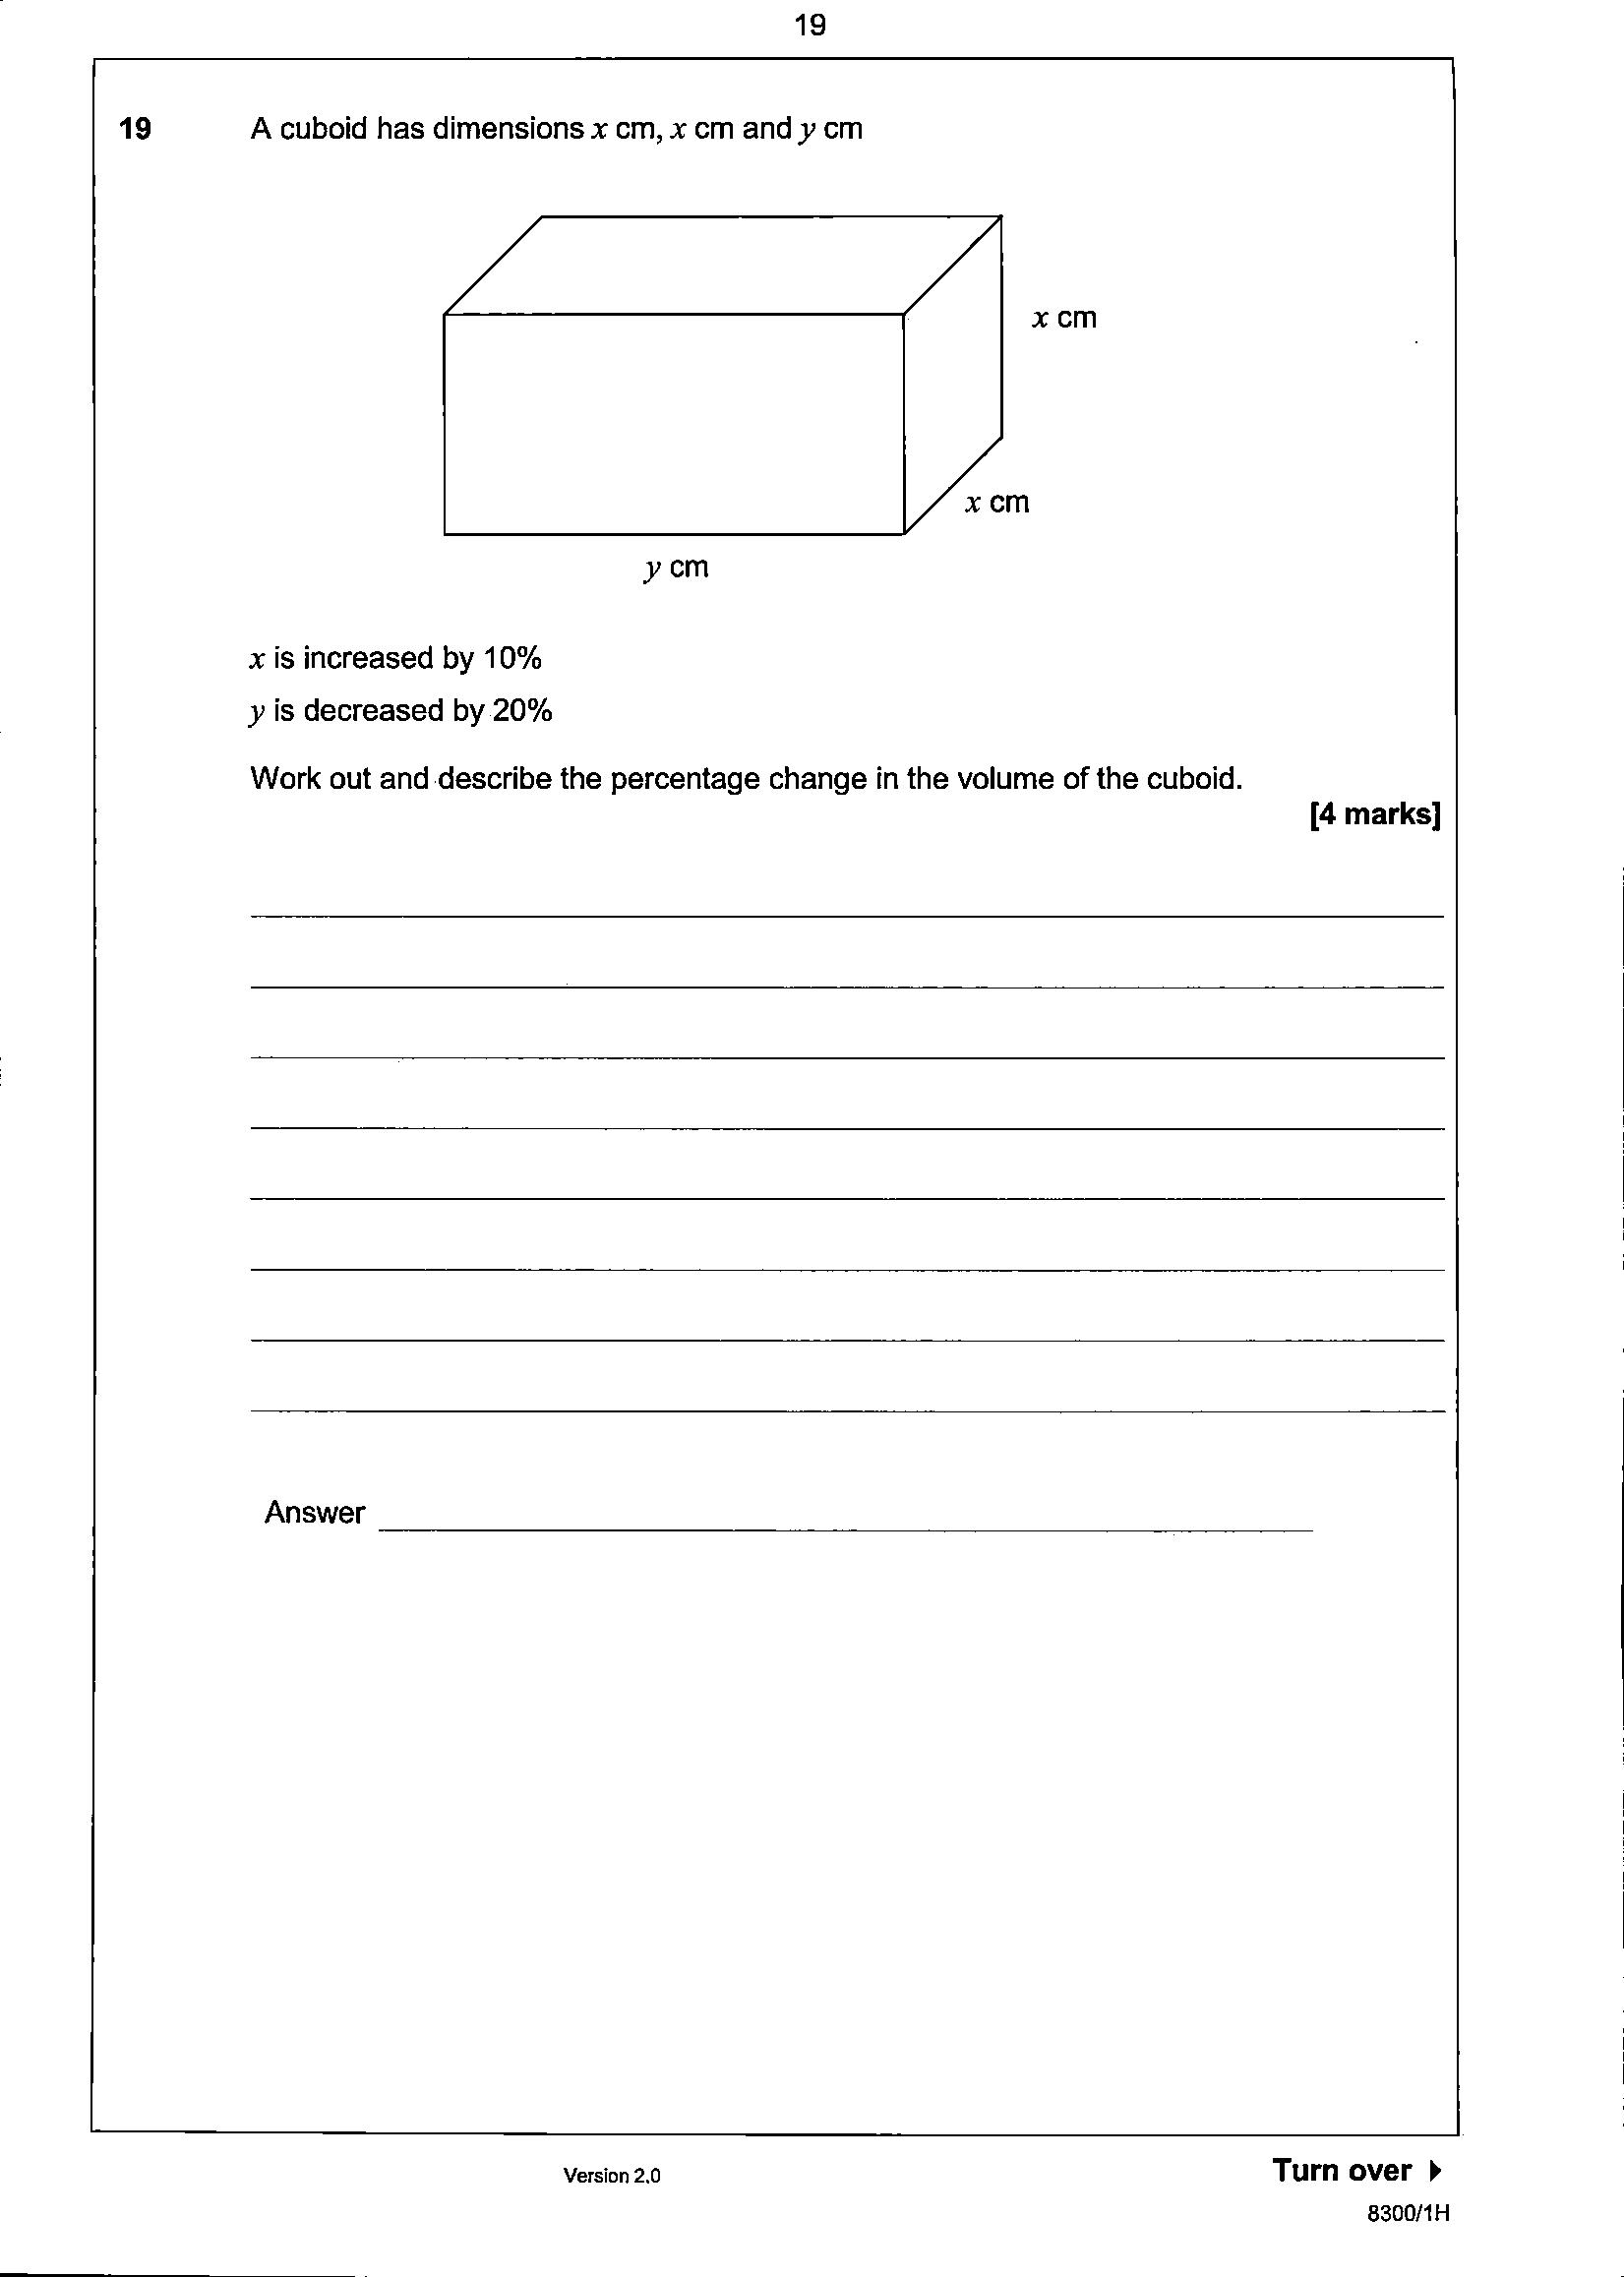 19
19 A cuboid has dimensions x cm, x cm and y cm
x cm
x cm
y cm
x is increased by 10%
y is decreased by 20%
Work out and describe the percentage change in the volume of the cuboid.
[4 marks]
Answer
Version 2.0
Turn over
8300/1H